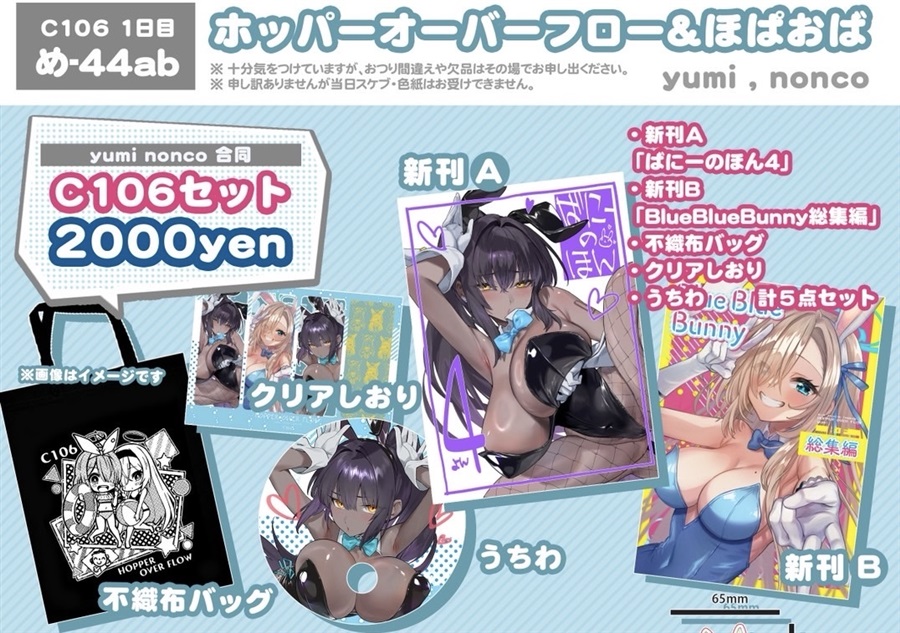 C106 1日目
め-44ab
ホッパーオーバーフロー&ほぱおば
※ 十分気をつけていますが、おつり間違えや欠品はその場でお申し出ください。
※ 申し訳ありませんが当日スケブ・色紙はお受けできません。
yumi , nonco
yumi nonco 合同
C106セット
2000yen
新刊A
・新刊A
「ばにーのほん4」
・新刊B
「BlueBlueBunny総集編」
・不織布バッグ
・クリアしおり
・うちわ 計5点セット
Blue Blue
Bunny
※画像はイメージです
クリアしおり
4
総集編
C106
HOPPER
OVER FLOW
うちわ
新刊 B
不織布バッグ
65mm